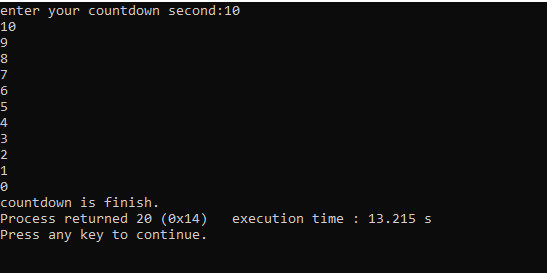 enter your countdown second:10
10
9
8
7
6
5
4
3
2
1
0
countdown is finish.
Process returned 20 (0x14)   execution time : 13.215 s
Press any key to continue.